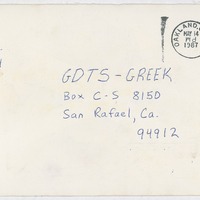 OAKLAND,
MAY 14
PM
1987
GDTS-GREEK
Box C-S 8150
San Rafael, Ca.
94912